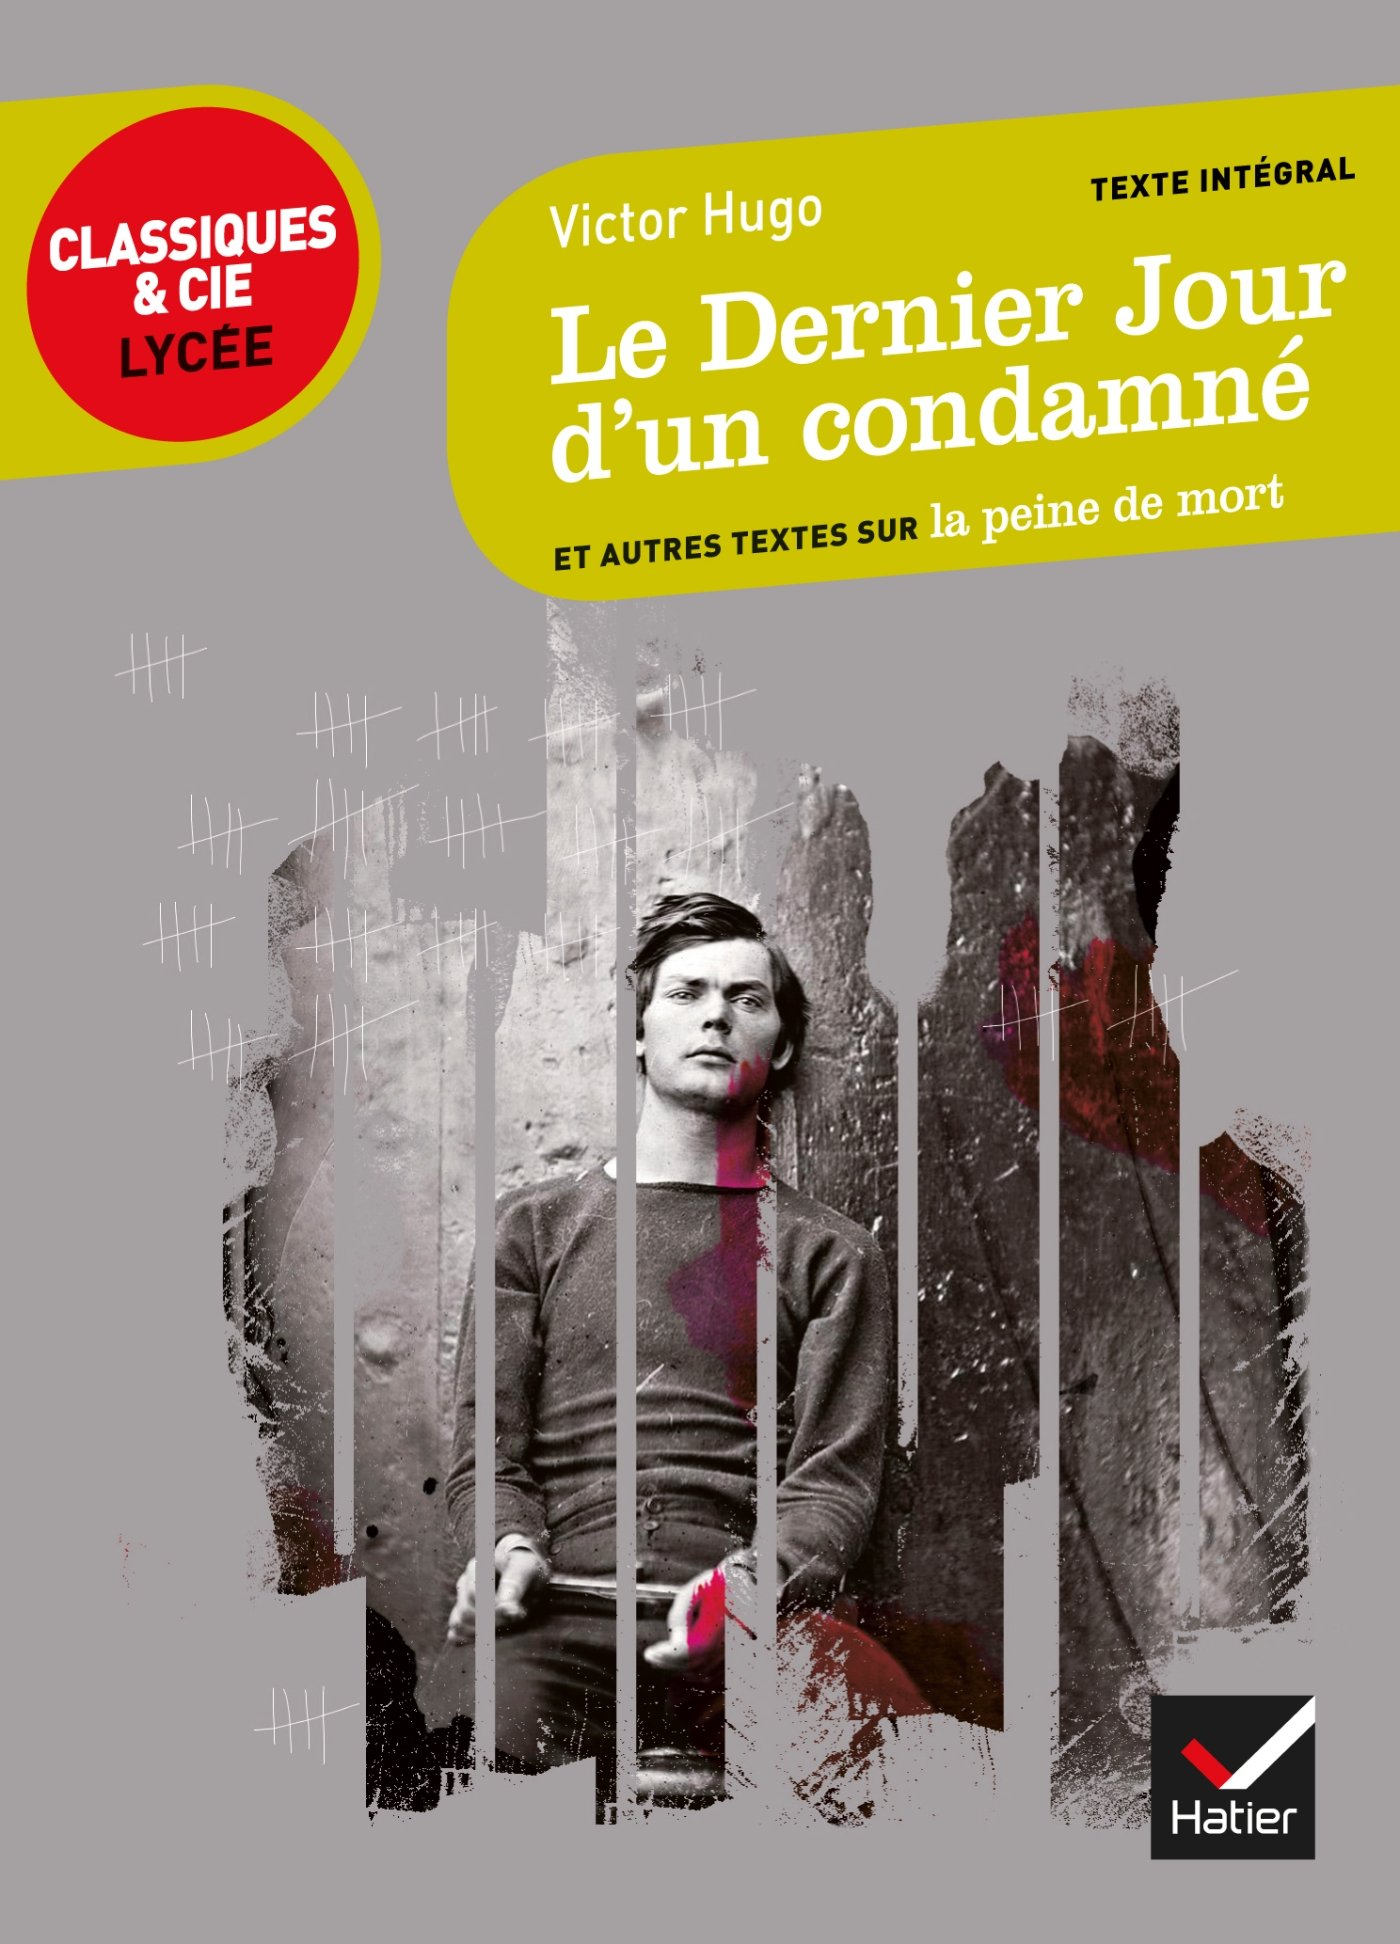 CLASSIQUES
& CIE
LYCÉE
TEXTE INTÉGRAL
Victor Hugo
Le Dernier Jour
d’un condamné
ET AUTRES TEXTES SUR la peine de mort
Hatier